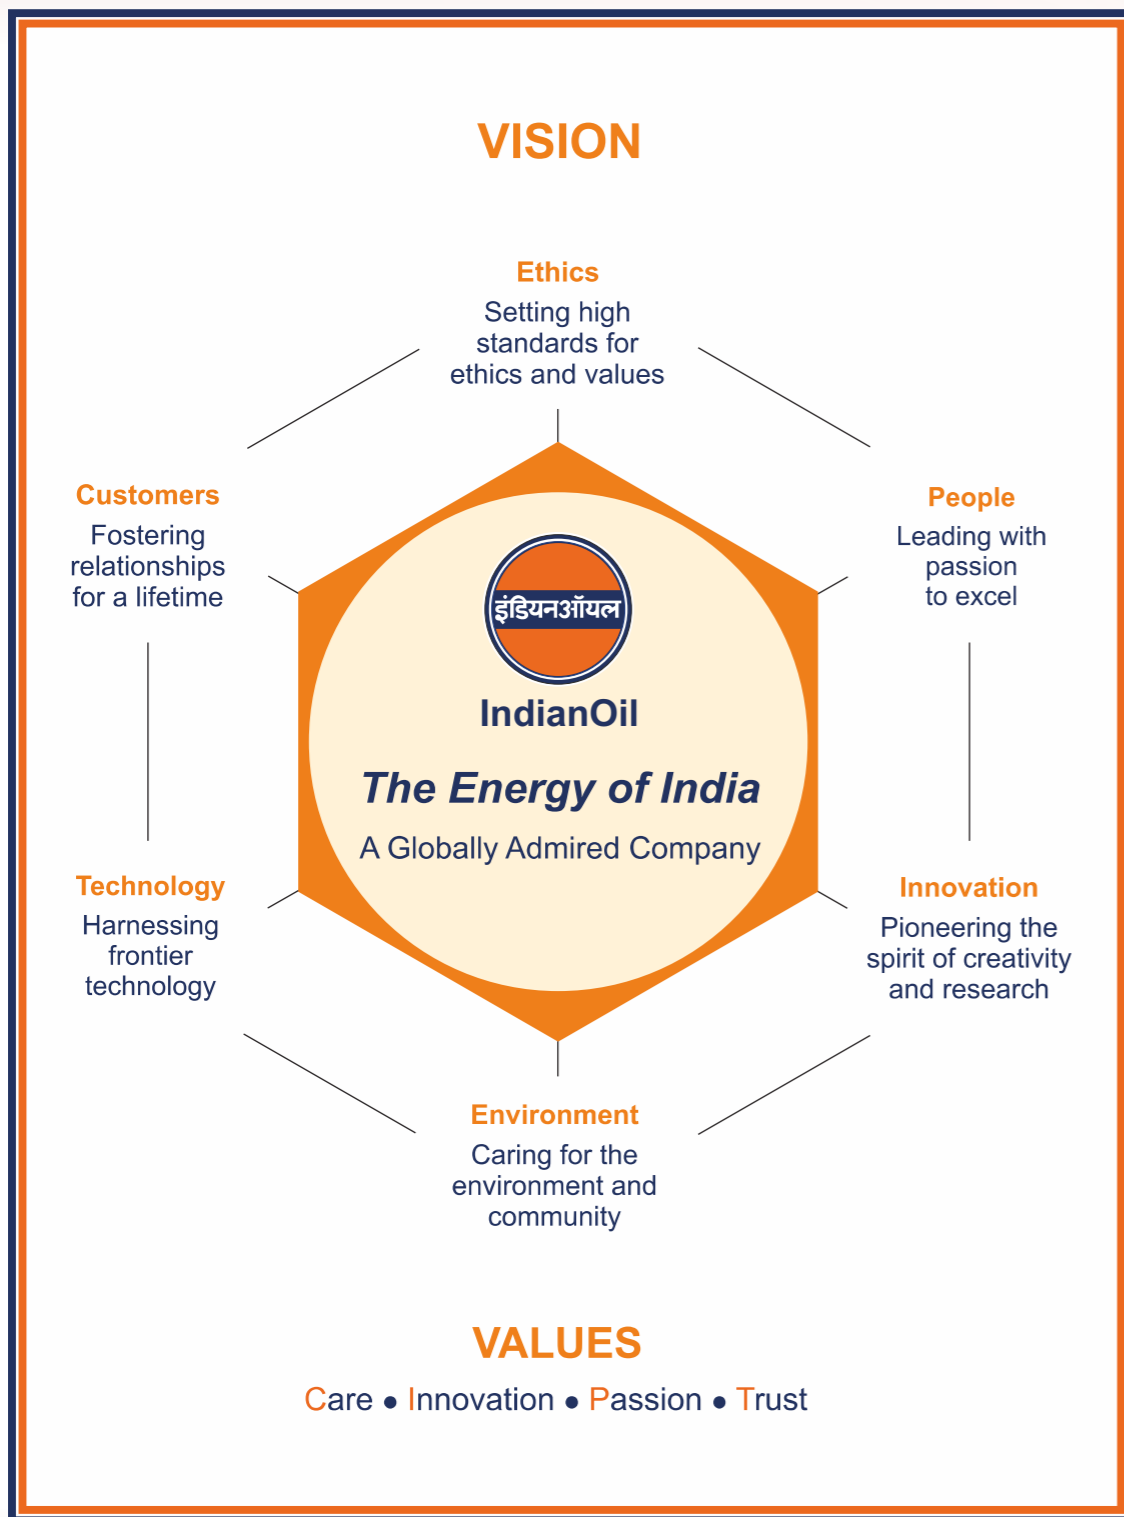 VISION
Ethics
Setting high
standards for
ethics and values
Customers
Fostering
relationships
for a lifetime
People
Leading with
passion
to excel
इंडियनऑयल
IndianOil
The Energy of India
A Globally Admired Company
Technology
Harnessing
frontier
technology
Innovation
Pioneering the
spirit of creativity
and research
Environment
Caring for the
environment and
community
VALUES
Care ● Innovation ● Passion ● Trust